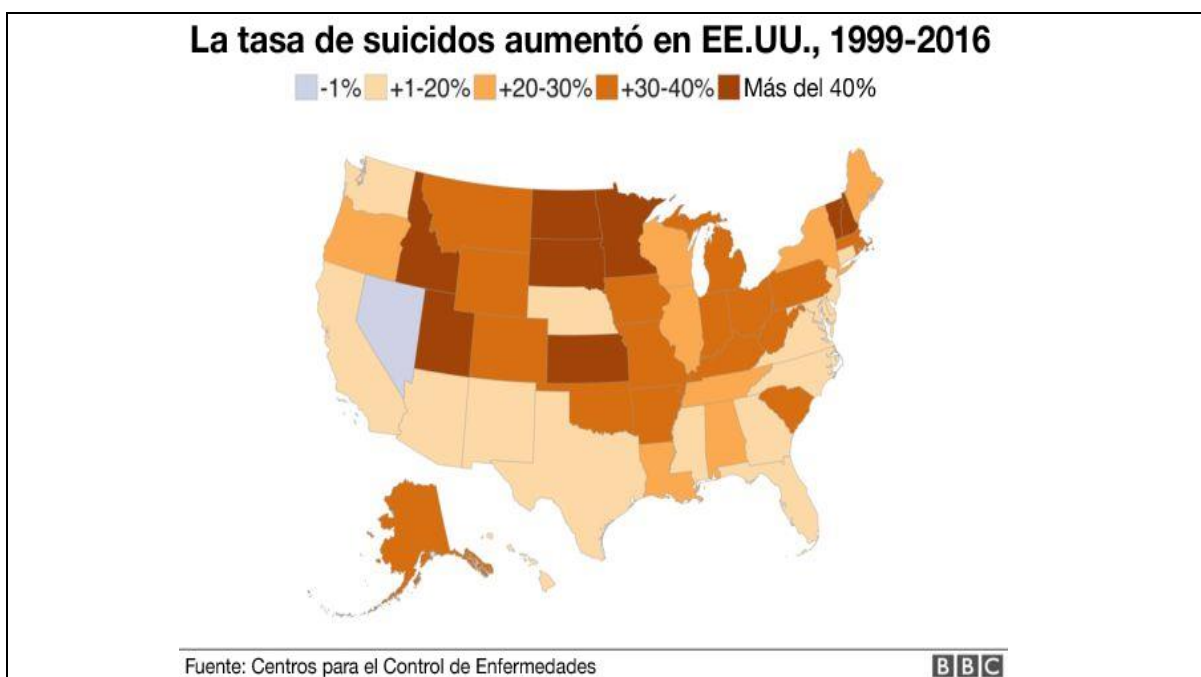 La tasa de suicidos aumentó en EE.UU., 1999-2016
-1% +1-20% +20-30% +30-40% Más del 40%
Fuente: Centros para el Control de Enfermedades
BBC